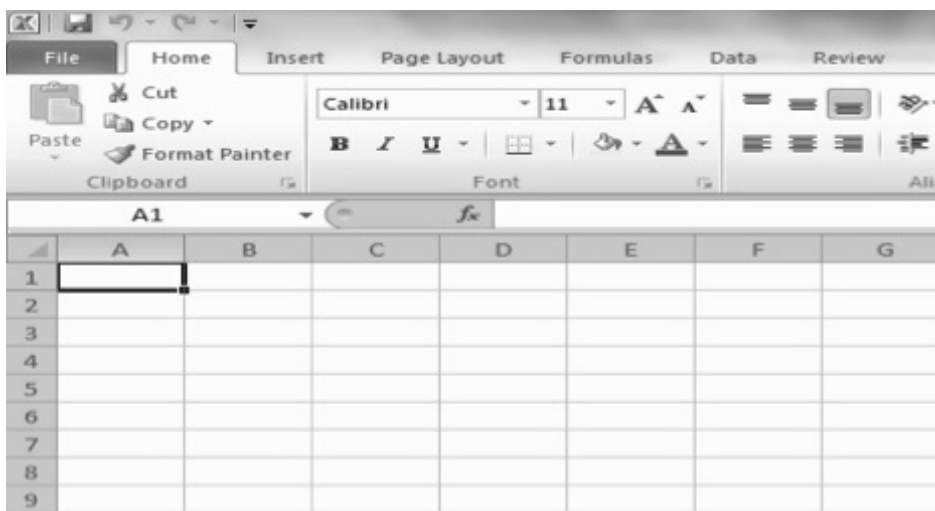 File Home Insert Page Layout Formulas Data Review
Cut
Calibri 11 A A
Copy
Paste
Format Painter
B I U A
Clipboard Font Ali
A1 fx
A B C D E F G
1
2
3
4
5
6
7
8
9